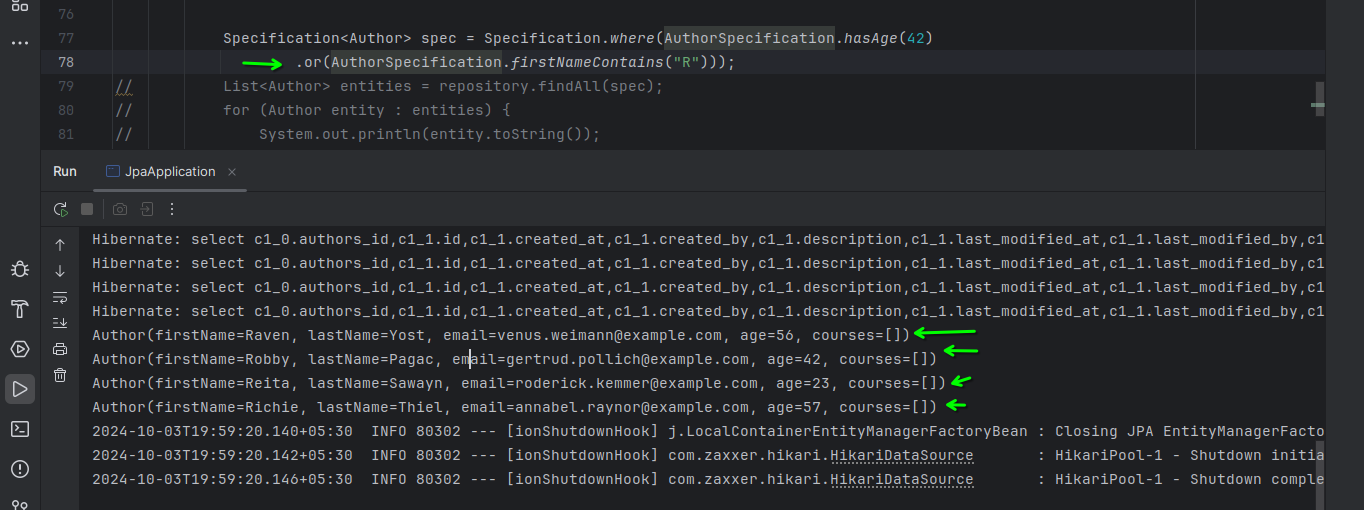 76
77 Specification<Author> spec = Specification.where(AuthorSpecification.hasAge(42)
78 .or(AuthorSpecification.firstNameContains("R")));
79 // List<Author> entities = repository.findAll(spec);
80 // for (Author entity : entities) {
81 // System.out.println(entity.toString());
Run JpaApplication ×
Hibernate: select c1_0.authors_id,c1_1.id,c1_1.created_at,c1_1.created_by,c1_1.description,c1_1.last_modified_at,c1_1.last_modified_by,c1
Hibernate: select c1_0.authors_id,c1_1.id,c1_1.created_at,c1_1.created_by,c1_1.description,c1_1.last_modified_at,c1_1.last_modified_by,c1
Hibernate: select c1_0.authors_id,c1_1.id,c1_1.created_at,c1_1.created_by,c1_1.description,c1_1.last_modified_at,c1_1.last_modified_by,c1
Hibernate: select c1_0.authors_id,c1_1.id,c1_1.created_at,c1_1.created_by,c1_1.description,c1_1.last_modified_at,c1_1.last_modified_by,c1
Author(firstName=Raven, lastName=Yost, email=venus.weimann@example.com, age=56, courses=[])
Author(firstName=Robby, lastName=Pagac, email=gertrud.pollich@example.com, age=42, courses=[])
Author(firstName=Reita, lastName=Sawayn, email=roderick.kemmer@example.com, age=23, courses=[])
Author(firstName=Richie, lastName=Thiel, email=annabel.raynor@example.com, age=57, courses=[])
2024-10-03T19:59:20.140+05:30 INFO 80302 --- [ionShutdownHook] j.LocalContainerEntityManagerFactoryBean : Closing JPA EntityManagerFacto
2024-10-03T19:59:20.142+05:30 INFO 80302 --- [ionShutdownHook] com.zaxxer.hikari.HikariDataSource : HikariPool-1 - Shutdown initia
2024-10-03T19:59:20.146+05:30 INFO 80302 --- [ionShutdownHook] com.zaxxer.hikari.HikariDataSource : HikariPool-1 - Shutdown comple